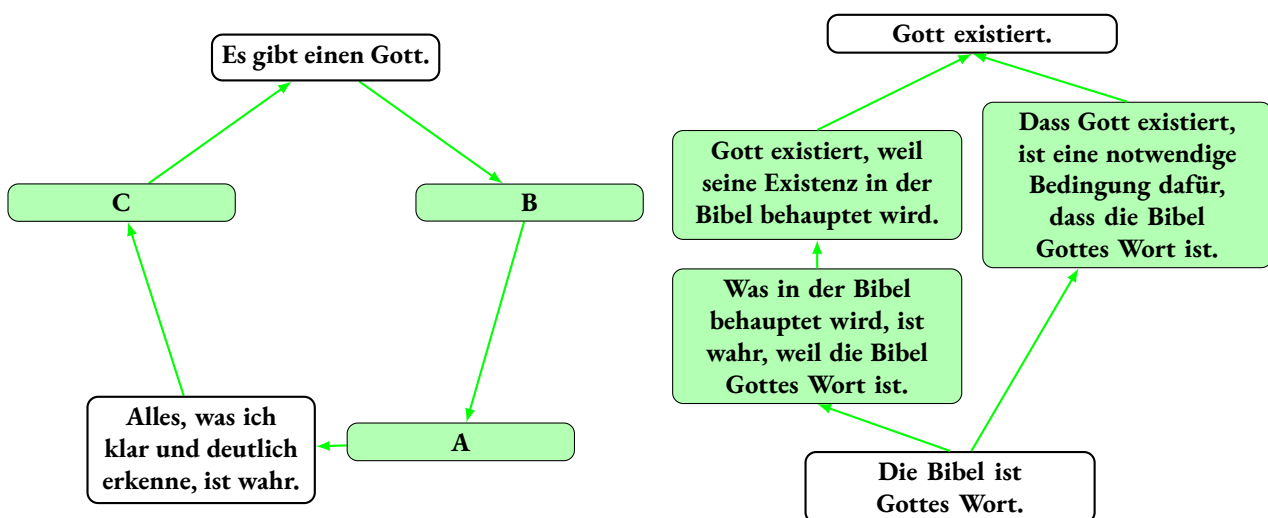 Es gibt einen Gott.
C
B
Alles, was ich
klar und deutlich
erkenne, ist wahr.
A
Gott existiert.
Gott existiert, weil
seine Existenz in der
Bibel behauptet wird.
Dass Gott existiert,
ist eine notwendige
Bedingung dafür,
dass die Bibel
Gottes Wort ist.
Was in der Bibel
behauptet wird, ist
wahr, weil die Bibel
Gottes Wort ist.
Die Bibel ist
Gottes Wort.